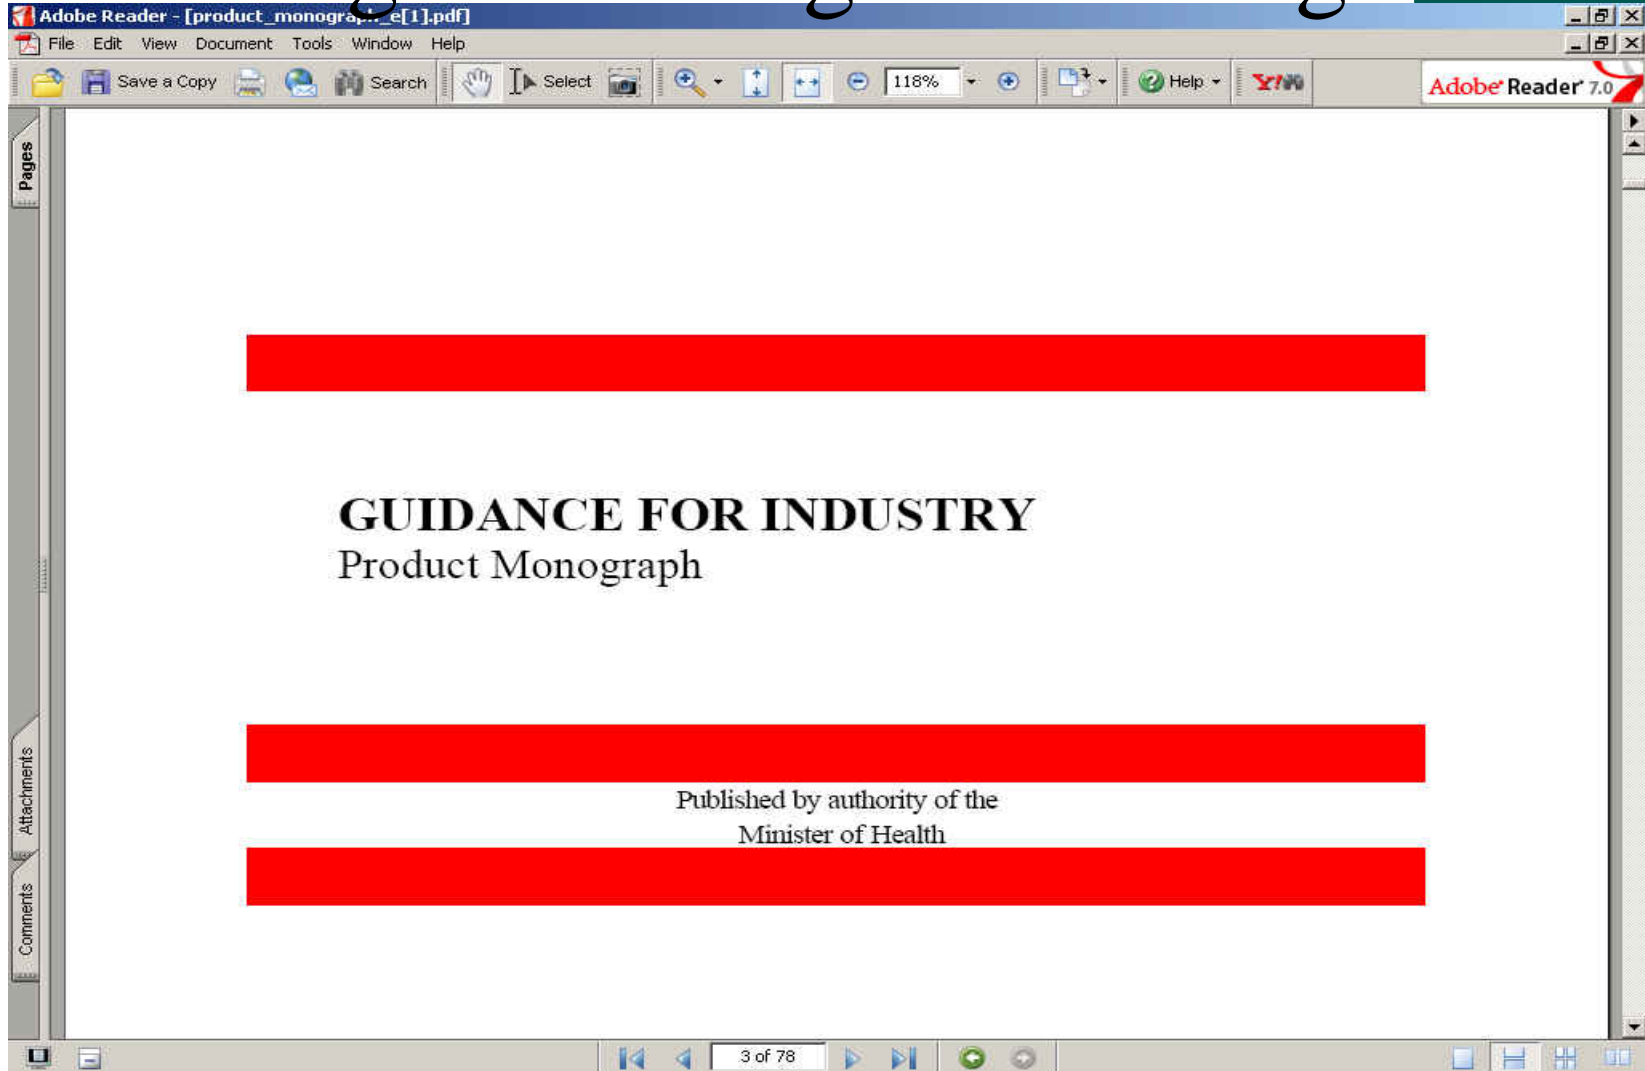 Adobe Reader - [product_monograph_e[1].pdf]
File Edit View Document Tools Window Help
Save a Copy Search Select 118% Help Y! Adobe Reader 7.0
Pages
GUIDANCE FOR INDUSTRY
Product Monograph
Attachments
Published by authority of the
Minister of Health
Comments
3 of 78